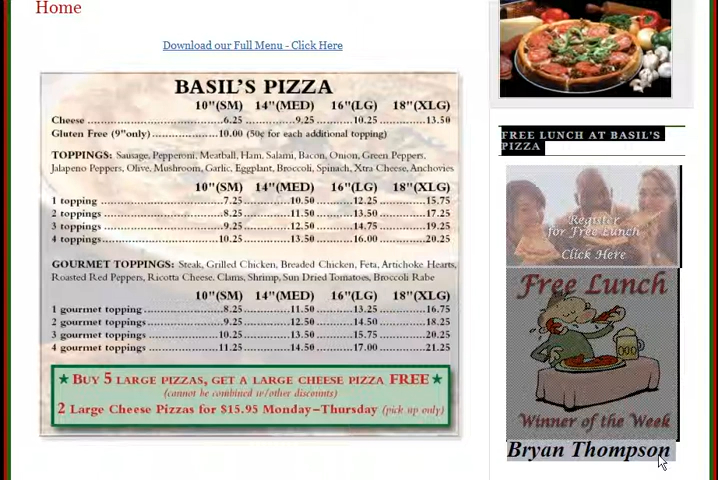 Home
Download our Full Menu - Click Here
BASIL'S PIZZA
10"(SM) 14"(MED) 16"(LG) 18"(XLG)
Cheese ....................................6.25...............9.25...............10.25...............13.50
Gluten Free (9"only)......................10.00 (50¢ for each additional topping)
TOPPINGS: Sausage, Pepperoni, Meatball, Ham, Salami, Bacon, Onion, Green Peppers,
Jalapeno Peppers, Olive, Mushroom, Garlic, Eggplant, Broccoli, Spinach, Xtra Cheese, Anchovies
10"(SM) 14"(MED) 16"(LG) 18"(XLG)
1 topping ................................7.25...............10.50...............12.25...............15.75
2 toppings................................8.25...............11.50...............13.50...............17.25
3 toppings................................9.25...............12.50...............14.75...............19.25
4 toppings...............................10.25...............13.50...............16.00...............20.25
GOURMET TOPPINGS: Steak, Grilled Chicken, Breaded Chicken, Feta, Artichoke Hearts,
Roasted Red Peppers, Ricotta Cheese. Clams, Shrimp, Sun Dried Tomatoes, Broccoli Rabe
10"(SM) 14"(MED) 16"(LG) 18"(XLG)
1 gourmet topping ........................8.25...............11.50...............13.25...............16.75
2 gourmet toppings .......................9.25...............12.50...............14.50...............18.25
3 gourmet toppings ......................10.25...............13.50...............15.75...............20.25
4 gourmet toppings ......................11.25...............14.50...............17.00...............21.25
★ BUY 5 LARGE PIZZAS, GET A LARGE CHEESE PIZZA FREE ★
(cannot be combined w/other discounts)
2 Large Cheese Pizzas for $15.95 Monday–Thursday (pick up only)
FREE LUNCH AT BASIL'S
PIZZA
Register
for Free Lunch
Click Here
Free Lunch
Winner of the Week
Bryan Thompson